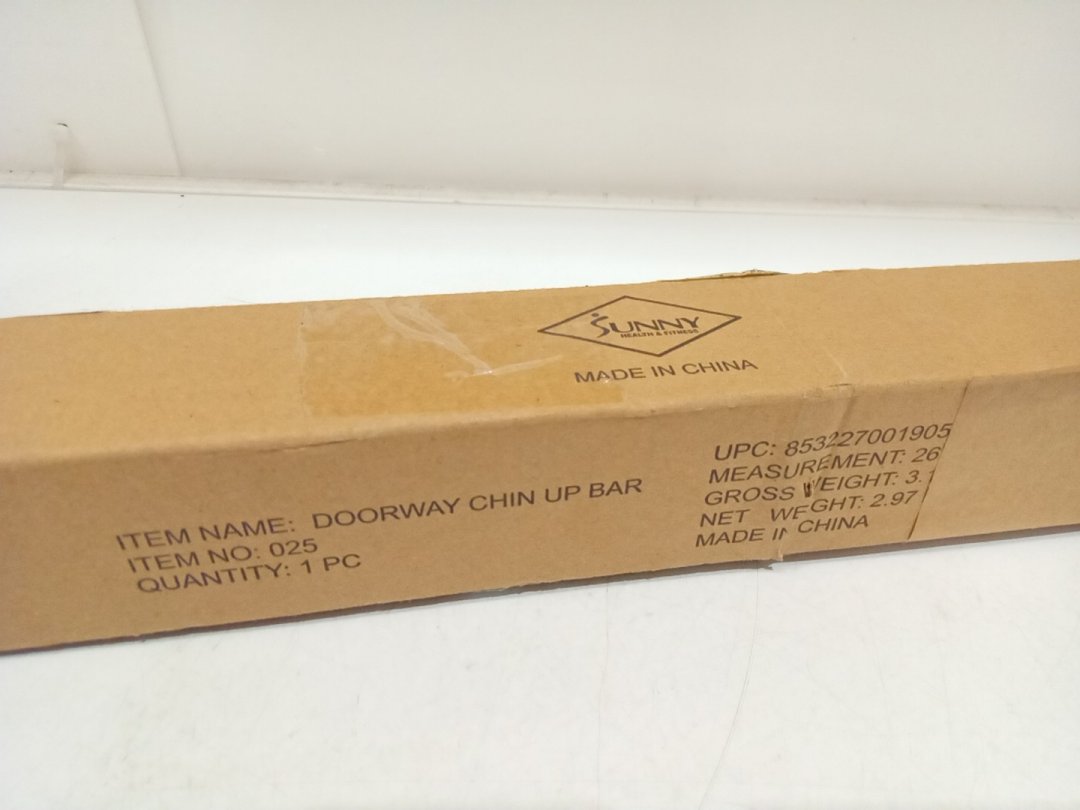 SUNNY
HEALTH & FITNESS
MADE IN CHINA
ITEM NAME: DOORWAY CHIN UP BAR
ITEM NO: 025
QUANTITY: 1 PC
UPC: 853227001905
MEASUREMENT: 26
GROSS WEIGHT: 3.1
NET WEGHT: 2.97
MADE IN CHINA